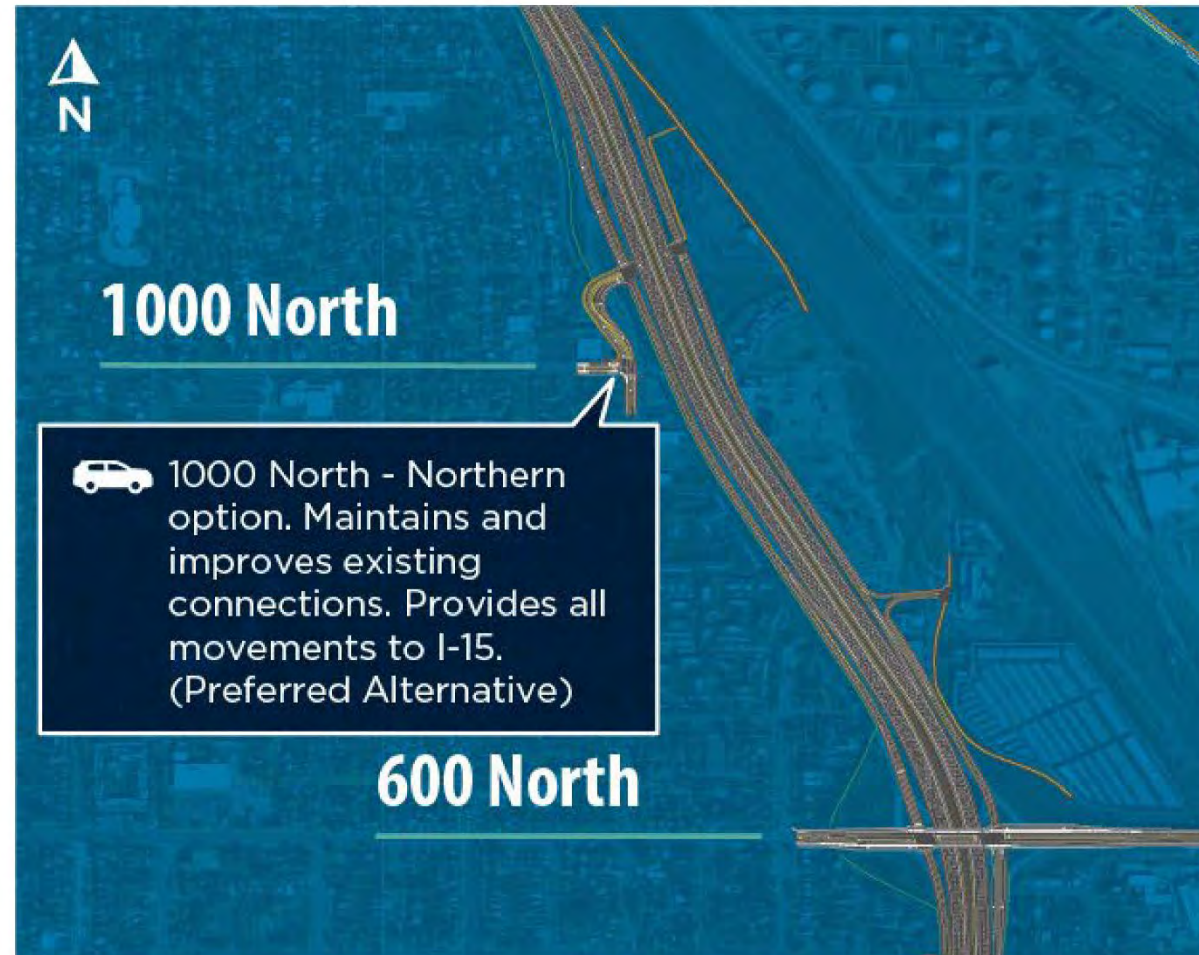 N
1000 North
1000 North - Northern
option. Maintains and
improves existing
connections. Provides all
movements to I-15.
(Preferred Alternative)
600 North